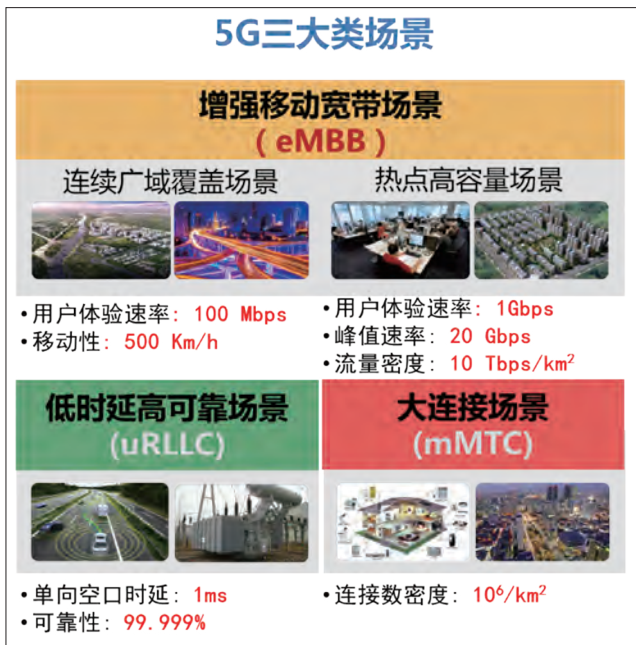 5G三大类场景
增强移动宽带场景
( eMBB )
连续广域覆盖场景
热点高容量场景
•用户体验速率: 100 Mbps
•移动性: 500 Km/h
•用户体验速率: 1Gbps
•峰值速率: 20 Gbps
•流量密度: 10 Tbps/km²
低时延高可靠场景
(uRLLC)
大连接场景
(mMTC)
•单向空口时延: 1ms
•可靠性: 99.999%
•连接数密度: 10⁶/km²